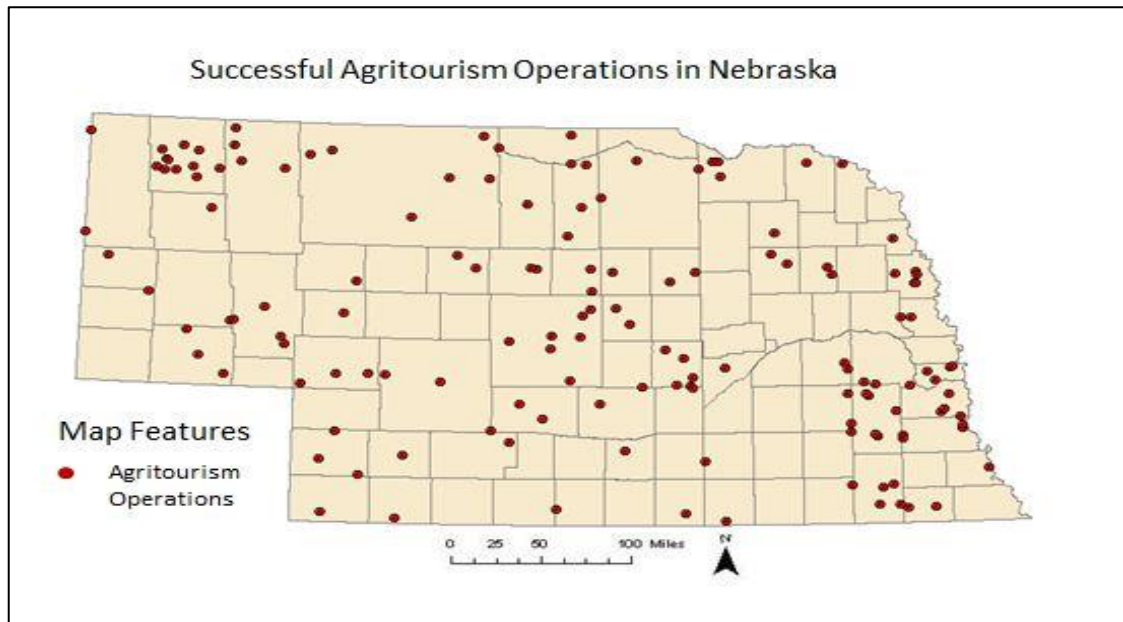 Successful Agritourism Operations in Nebraska
Map Features
Agritourism
Operations
0 25 50 100 Miles
N